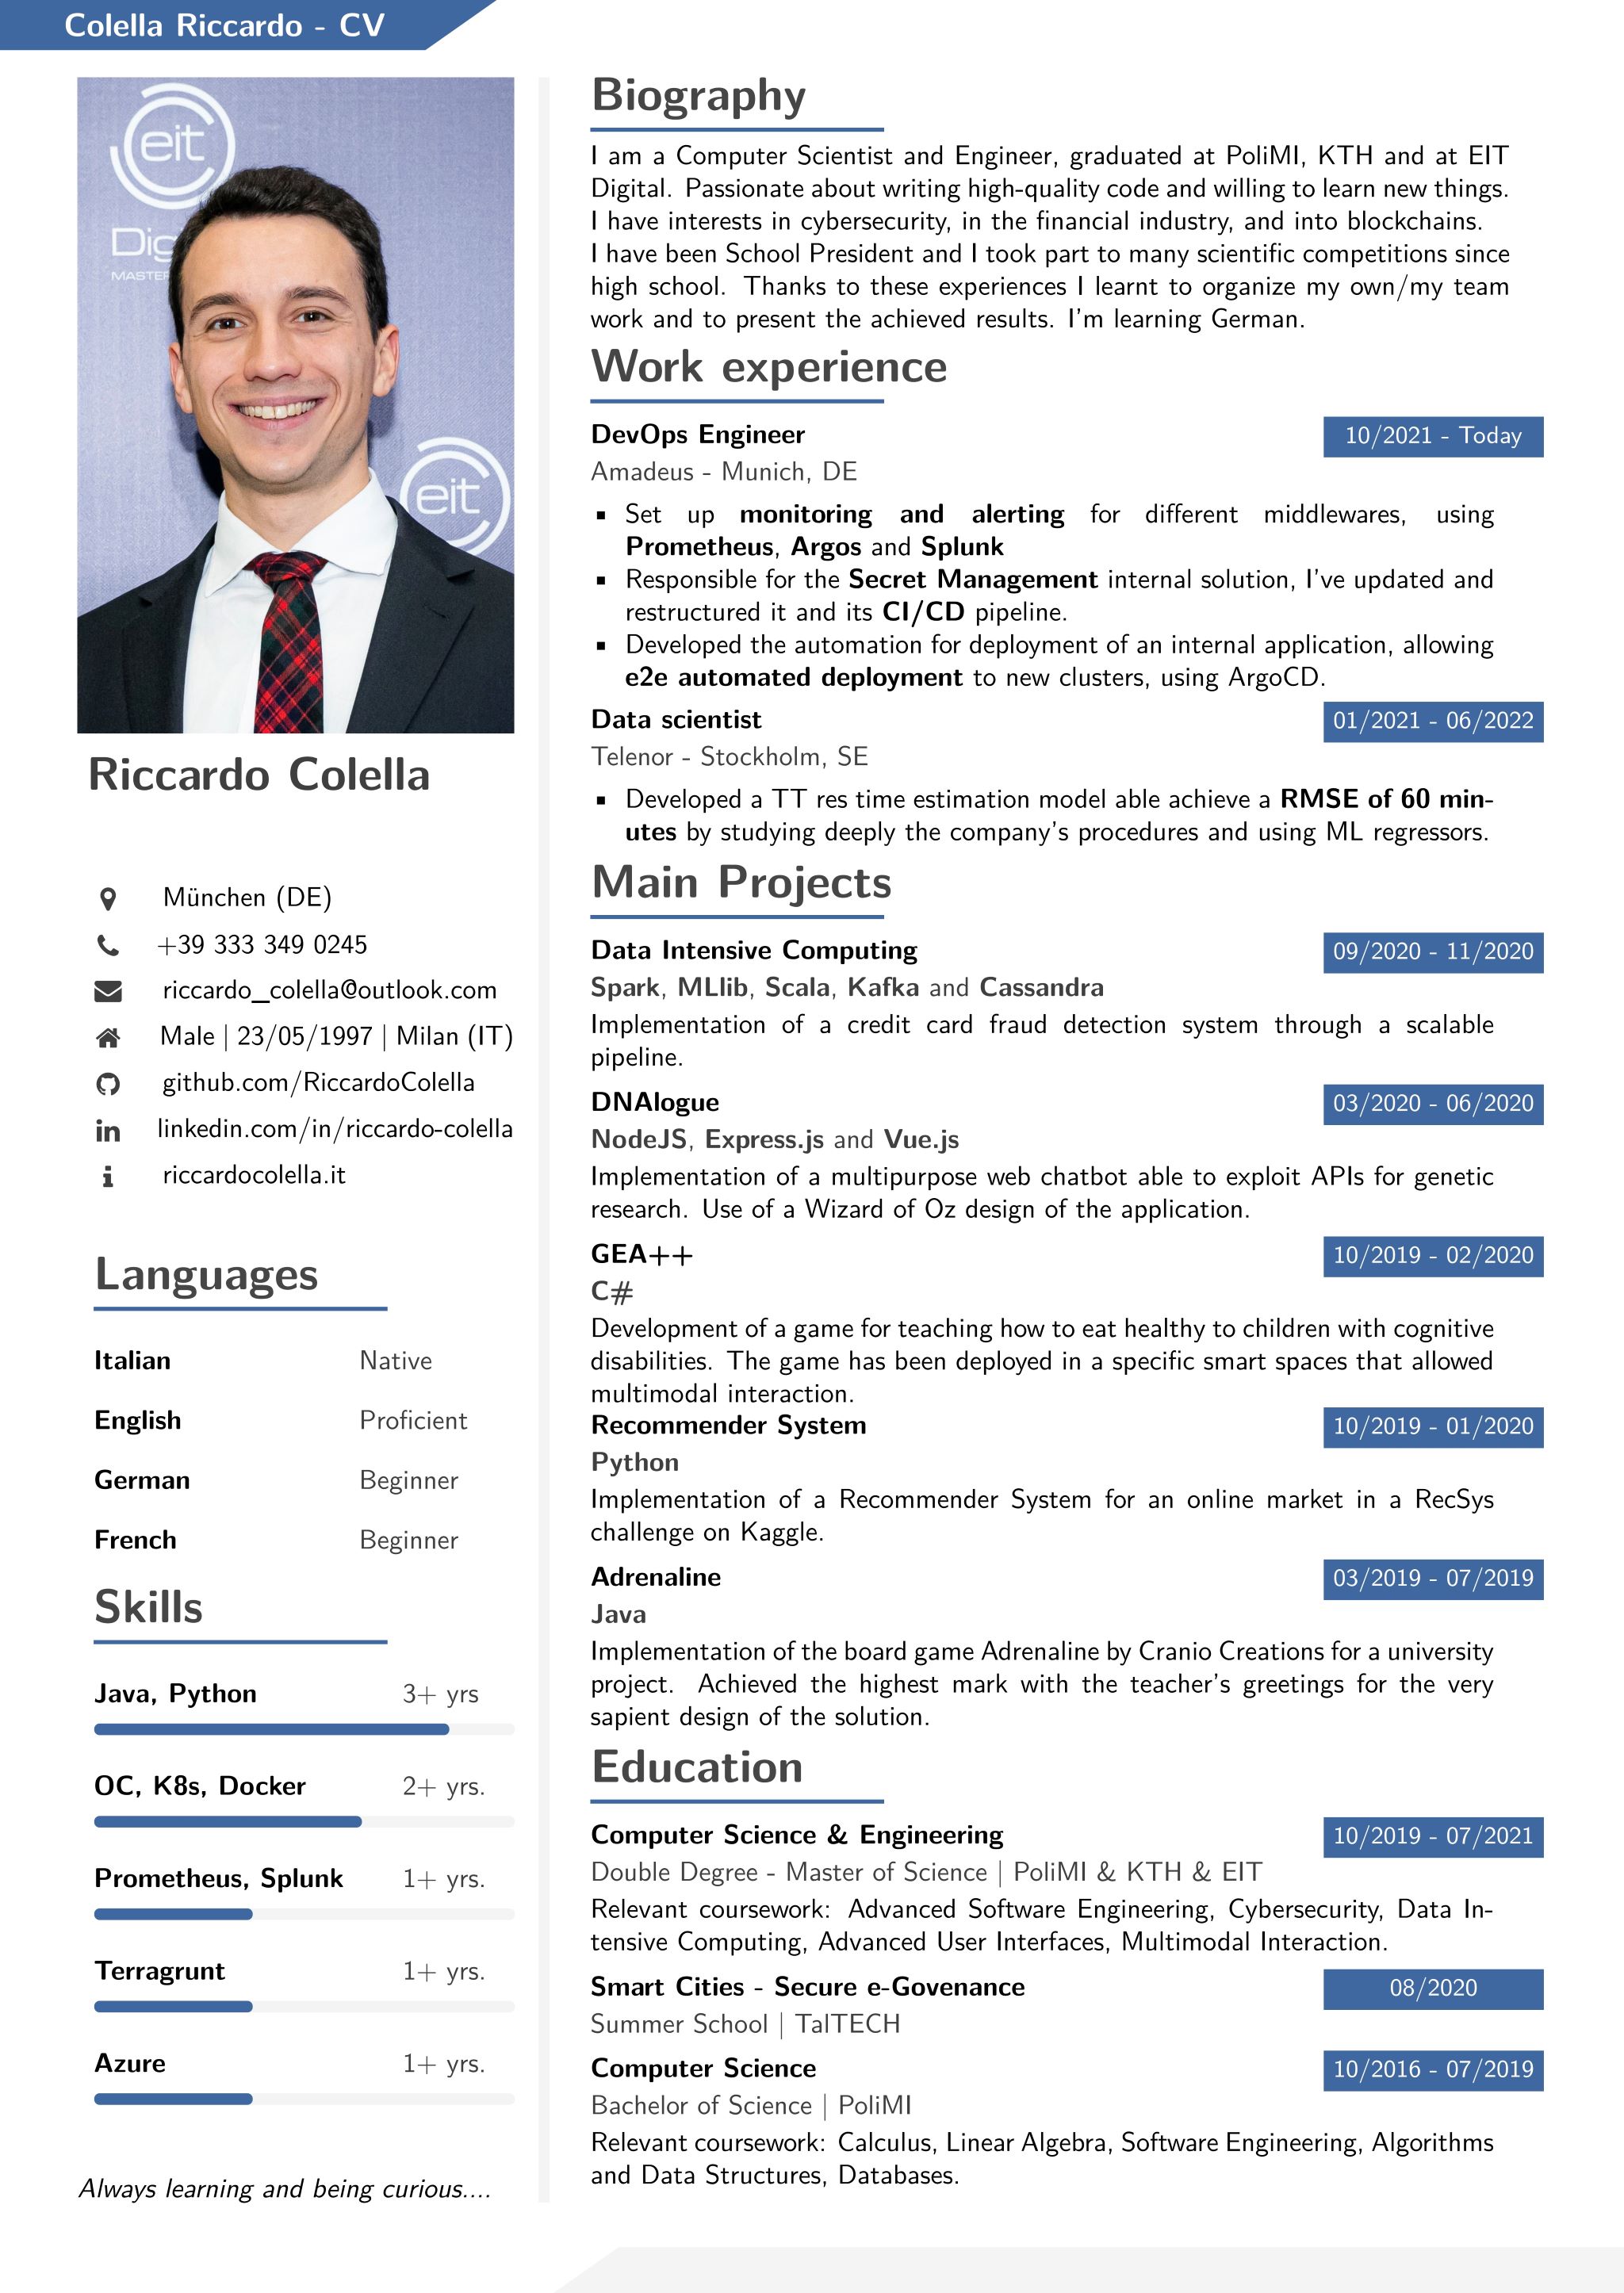 Colella Riccardo - CV
eit
Dig
MASTER
eit
Riccardo Colella
München (DE)
+39 333 349 0245
riccardo_colella@outlook.com
Male | 23/05/1997 | Milan (IT)
github.com/RiccardoColella
linkedin.com/in/riccardo-colella
riccardocolella.it
Languages
Italian Native
English Proficient
German Beginner
French Beginner
Skills
Java, Python 3+ yrs
OC, K8s, Docker 2+ yrs.
Prometheus, Splunk 1+ yrs.
Terragrunt 1+ yrs.
Azure 1+ yrs.
Always learning and being curious....
Biography
I am a Computer Scientist and Engineer, graduated at PoliMI, KTH and at EIT
Digital. Passionate about writing high-quality code and willing to learn new things.
I have interests in cybersecurity, in the financial industry, and into blockchains.
I have been School President and I took part to many scientific competitions since
high school. Thanks to these experiences I learnt to organize my own/my team
work and to present the achieved results. I'm learning German.
Work experience
DevOps Engineer 10/2021 - Today
Amadeus - Munich, DE
▪ Set up monitoring and alerting for different middlewares, using
Prometheus, Argos and Splunk
▪ Responsible for the Secret Management internal solution, I've updated and
restructured it and its CI/CD pipeline.
▪ Developed the automation for deployment of an internal application, allowing
e2e automated deployment to new clusters, using ArgoCD.
Data scientist 01/2021 - 06/2022
Telenor - Stockholm, SE
▪ Developed a TT res time estimation model able achieve a RMSE of 60 min-
utes by studying deeply the company's procedures and using ML regressors.
Main Projects
Data Intensive Computing 09/2020 - 11/2020
Spark, MLlib, Scala, Kafka and Cassandra
Implementation of a credit card fraud detection system through a scalable
pipeline.
DNAlogue 03/2020 - 06/2020
NodeJS, Express.js and Vue.js
Implementation of a multipurpose web chatbot able to exploit APIs for genetic
research. Use of a Wizard of Oz design of the application.
GEA++ 10/2019 - 02/2020
C#
Development of a game for teaching how to eat healthy to children with cognitive
disabilities. The game has been deployed in a specific smart spaces that allowed
multimodal interaction.
Recommender System 10/2019 - 01/2020
Python
Implementation of a Recommender System for an online market in a RecSys
challenge on Kaggle.
Adrenaline 03/2019 - 07/2019
Java
Implementation of the board game Adrenaline by Cranio Creations for a university
project. Achieved the highest mark with the teacher's greetings for the very
sapient design of the solution.
Education
Computer Science & Engineering 10/2019 - 07/2021
Double Degree - Master of Science | PoliMI & KTH & EIT
Relevant coursework: Advanced Software Engineering, Cybersecurity, Data In-
tensive Computing, Advanced User Interfaces, Multimodal Interaction.
Smart Cities - Secure e-Govenance 08/2020
Summer School | TalTECH
Computer Science 10/2016 - 07/2019
Bachelor of Science | PoliMI
Relevant coursework: Calculus, Linear Algebra, Software Engineering, Algorithms
and Data Structures, Databases.